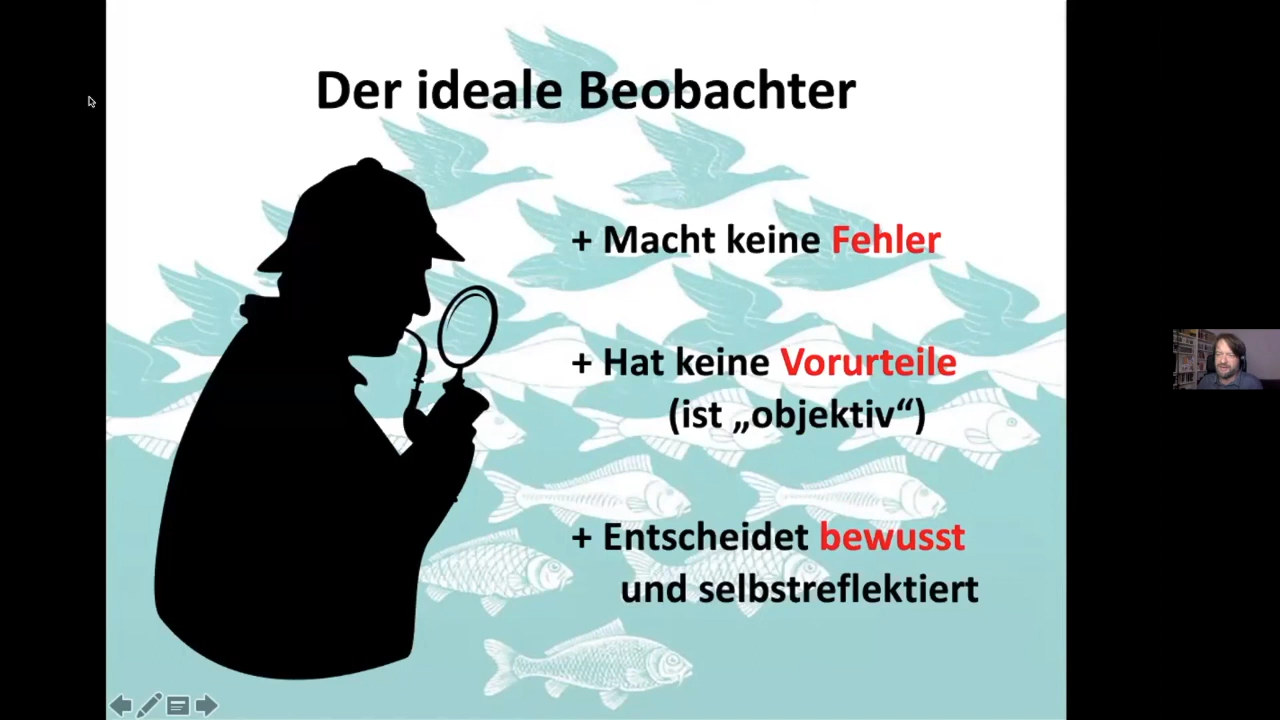 Der ideale Beobachter
+ Macht keine Fehler
+ Hat keine Vorurteile
(ist „objektiv“)
+ Entscheidet bewusst
und selbstreflektiert